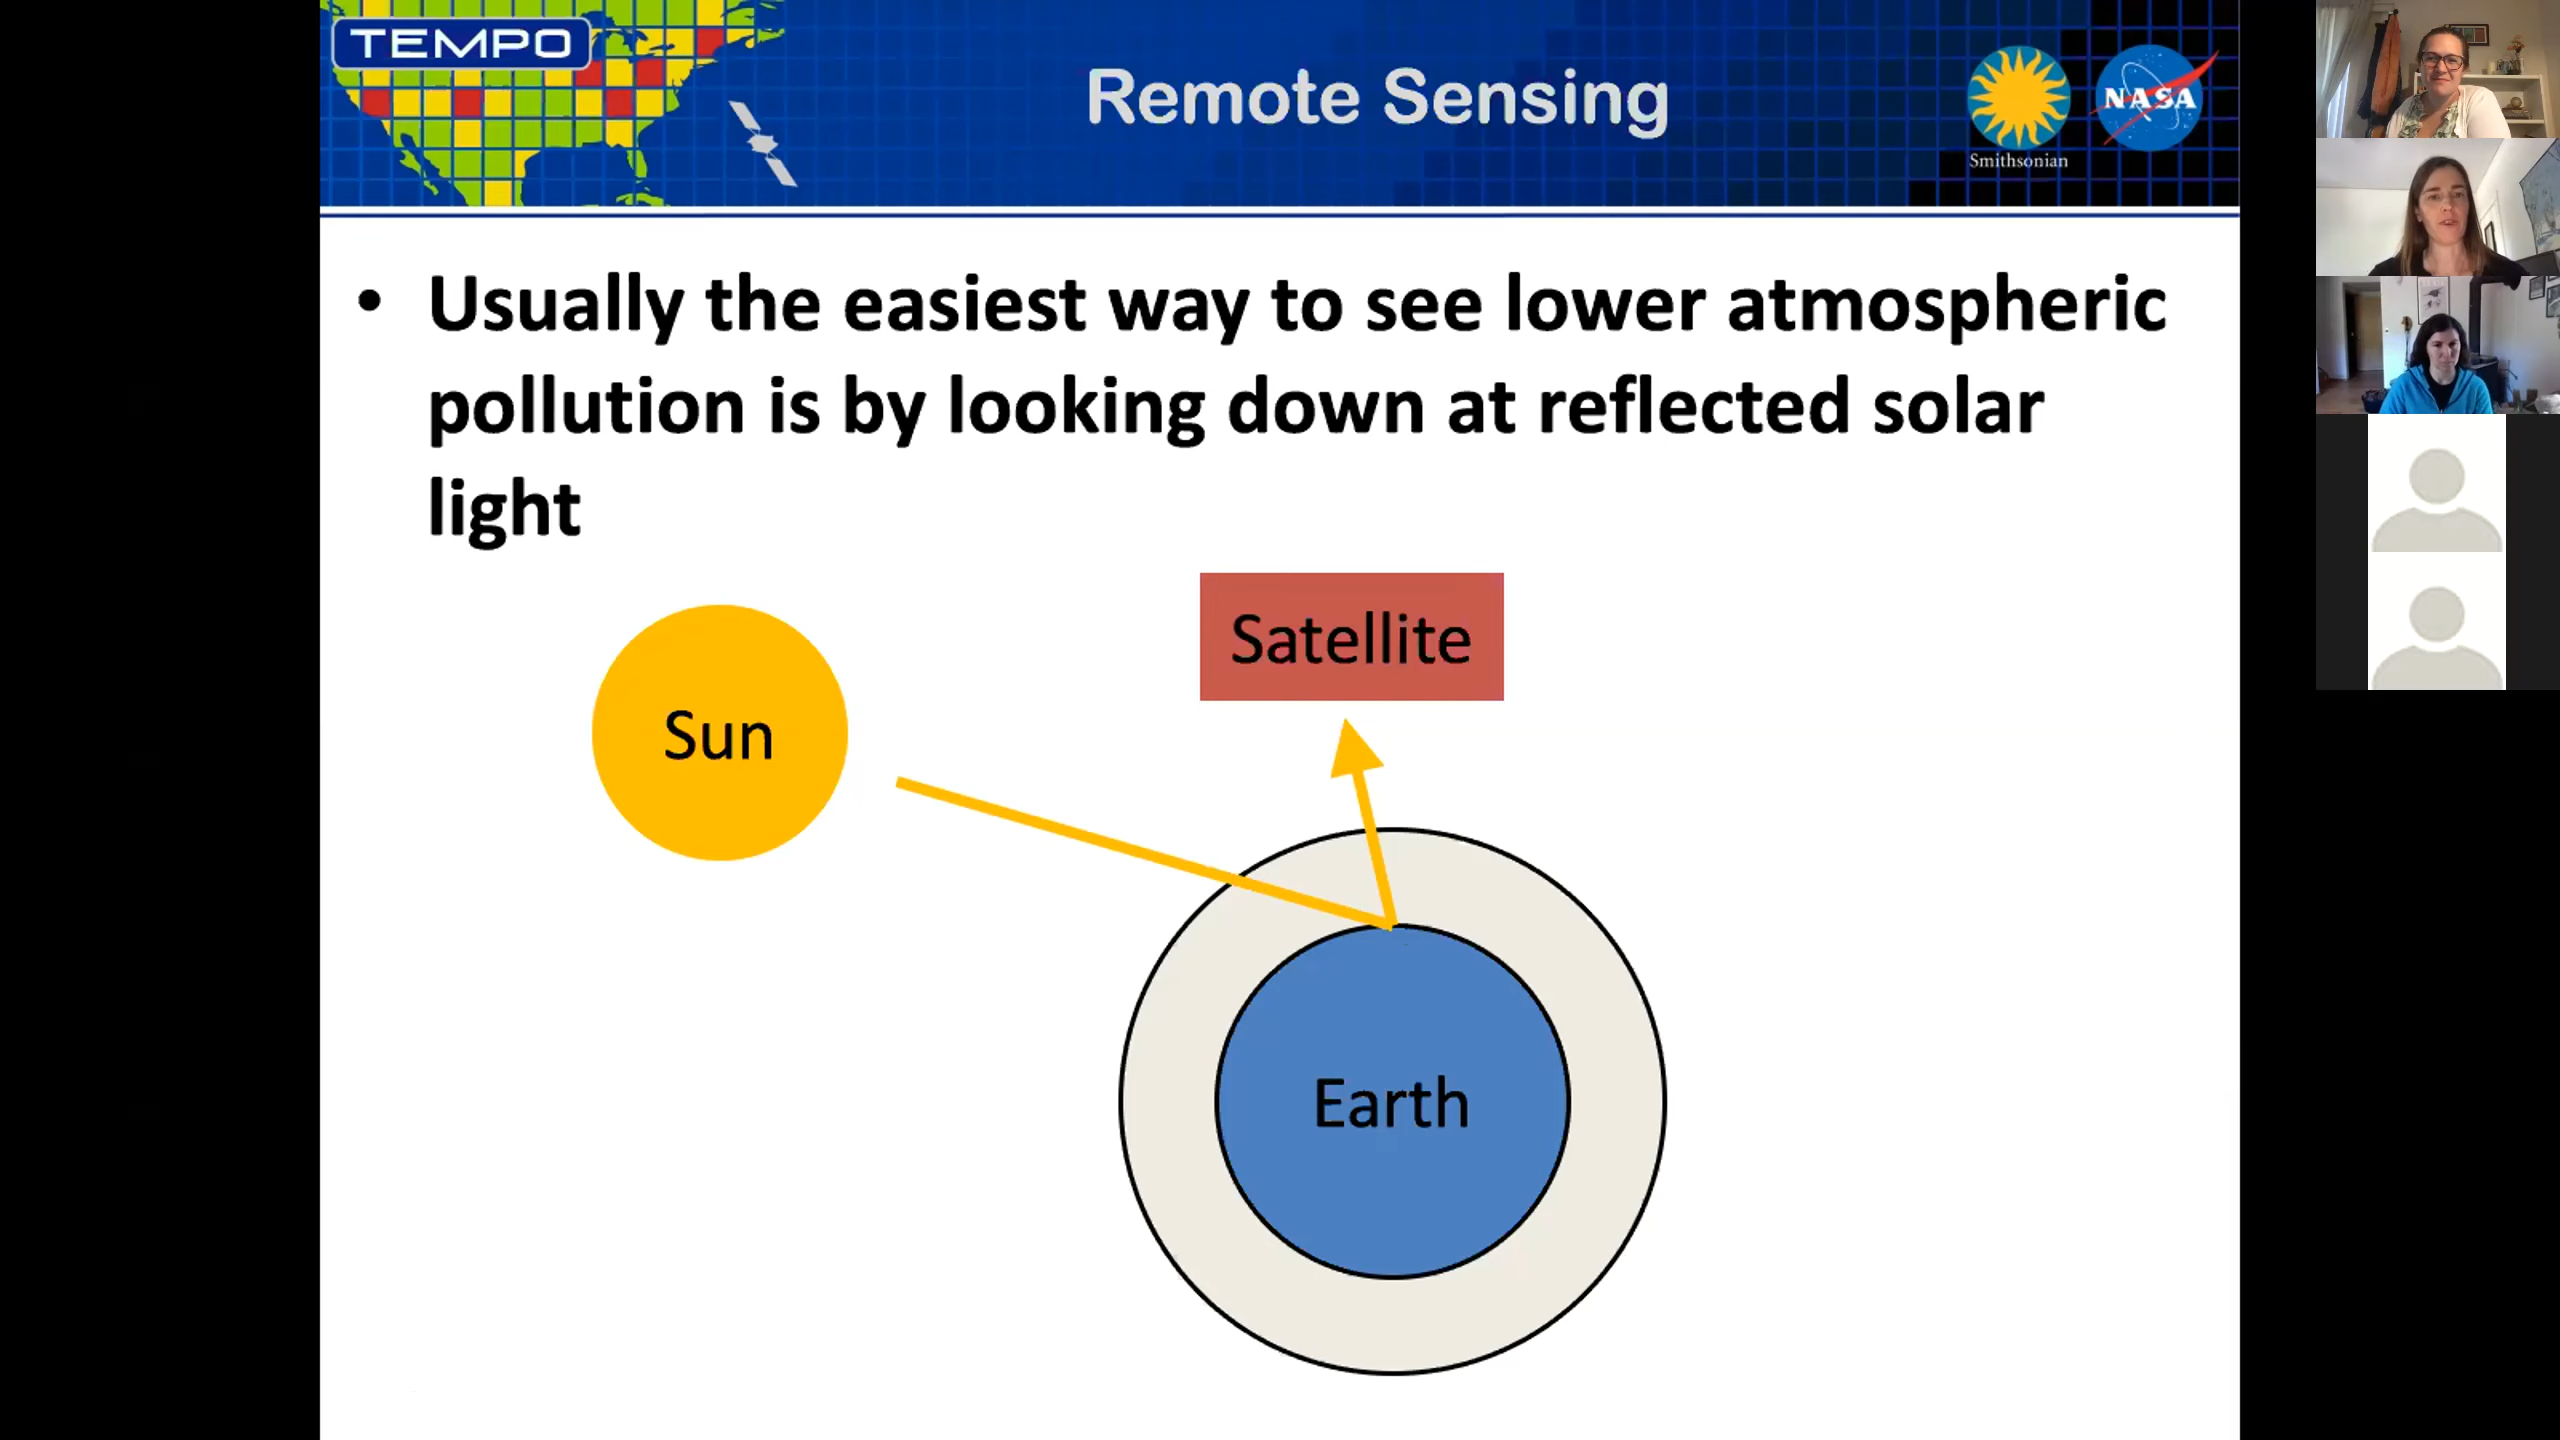 TEMPO
Remote Sensing
Smithsonian
NASA
• Usually the easiest way to see lower atmospheric
pollution is by looking down at reflected solar
light
Satellite
Sun
Earth